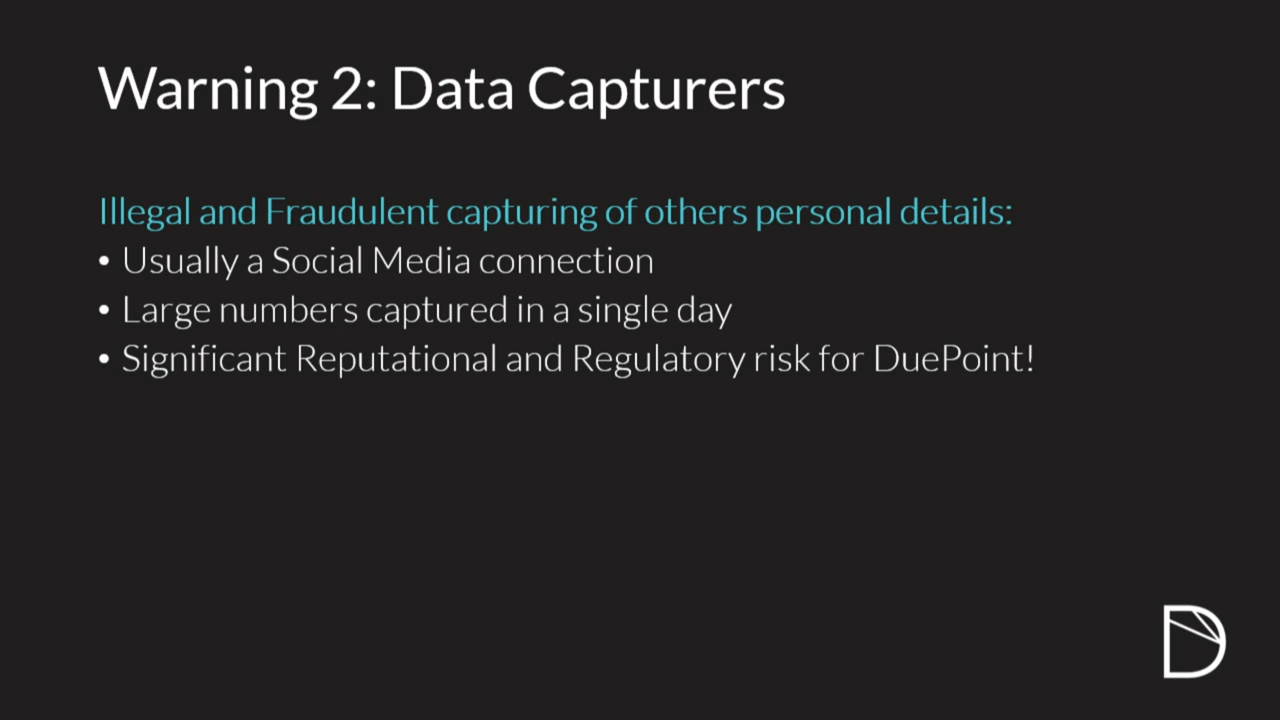 Warning 2: Data Capturers
Illegal and Fraudulent capturing of others personal details:
• Usually a Social Media connection
• Large numbers captured in a single day
• Significant Reputational and Regulatory risk for DuePoint!